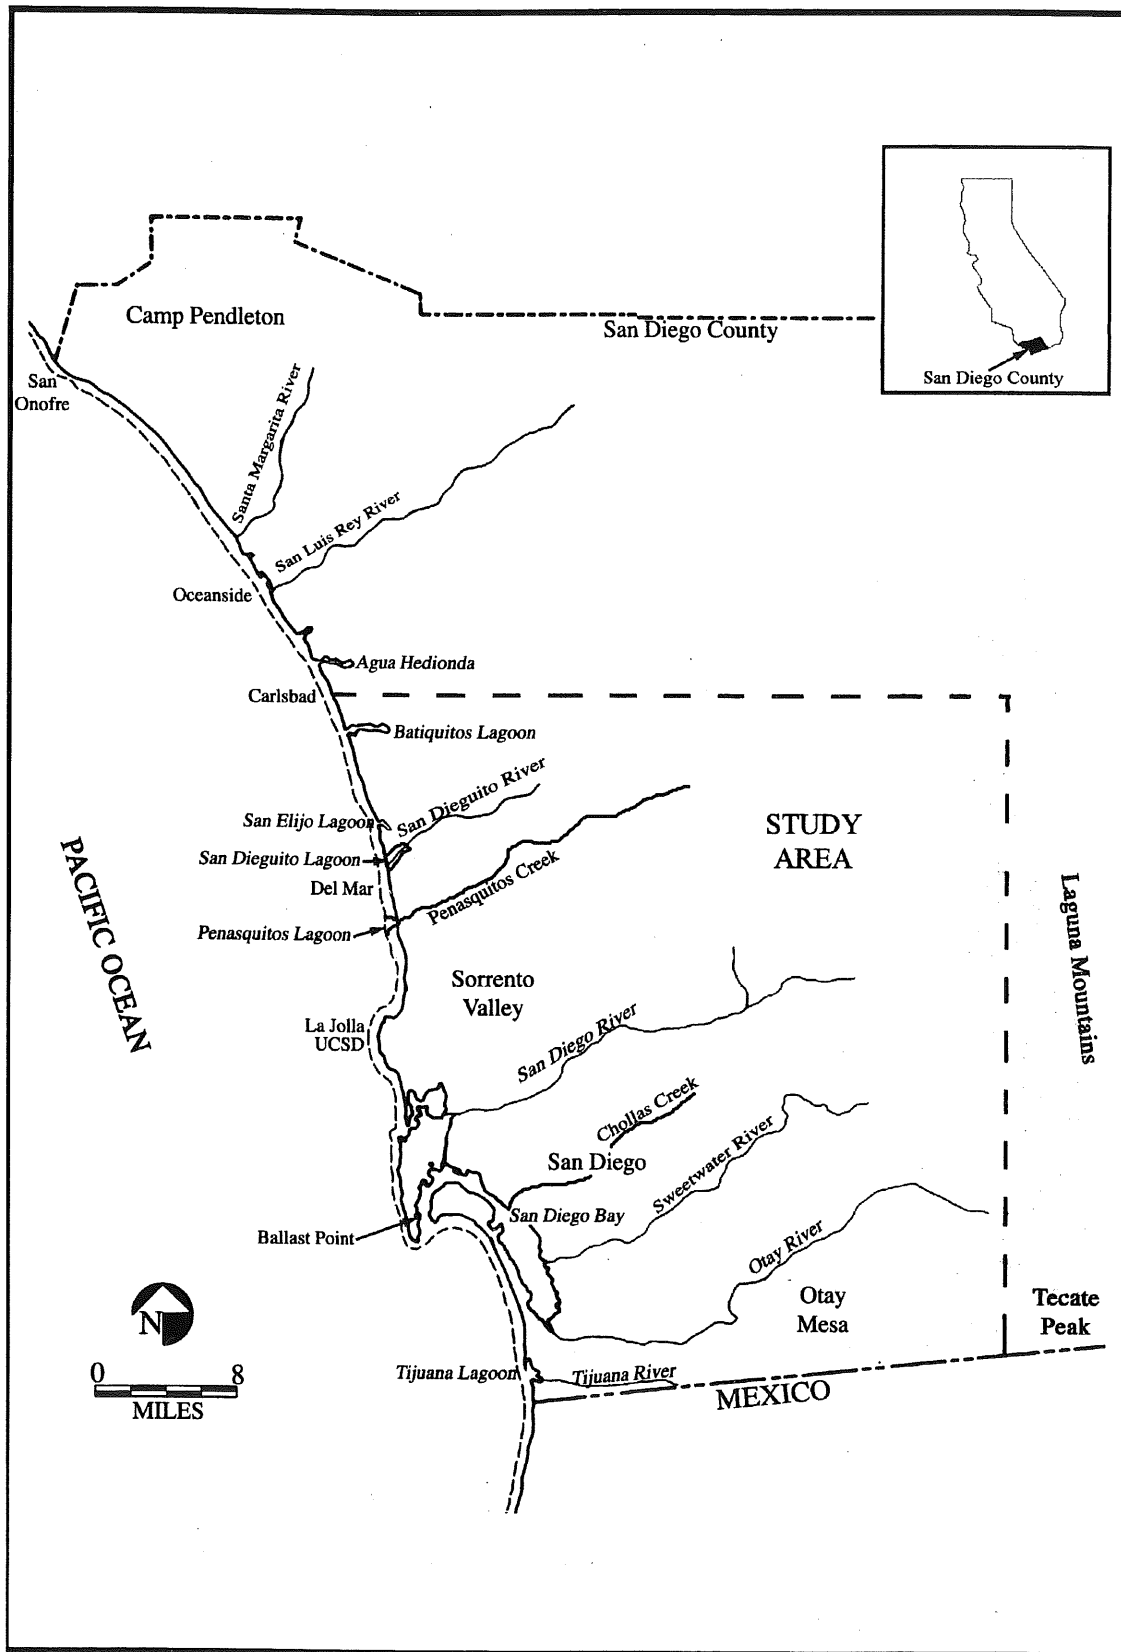 Camp Pendleton
San Diego County
San Diego County
San
Onofre
Santa Margarita River
San Luis Rey River
Oceanside
Agua Hedionda
Carlsbad
Batiquitos Lagoon
San Dieguito River
San Elijo Lagoon
STUDY
AREA
San Dieguito Lagoon
Del Mar
Penasquitos Creek
Penasquitos Lagoon
PACIFIC OCEAN
Laguna Mountains
Sorrento
Valley
La Jolla
UCSD
San Diego River
Chollas Creek
San Diego
Sweetwater River
San Diego Bay
Ballast Point
Otay River
Otay
Mesa
Tecate
Peak
N
0 8
MILES
Tijuana Lagoon
Tijuana River
MEXICO